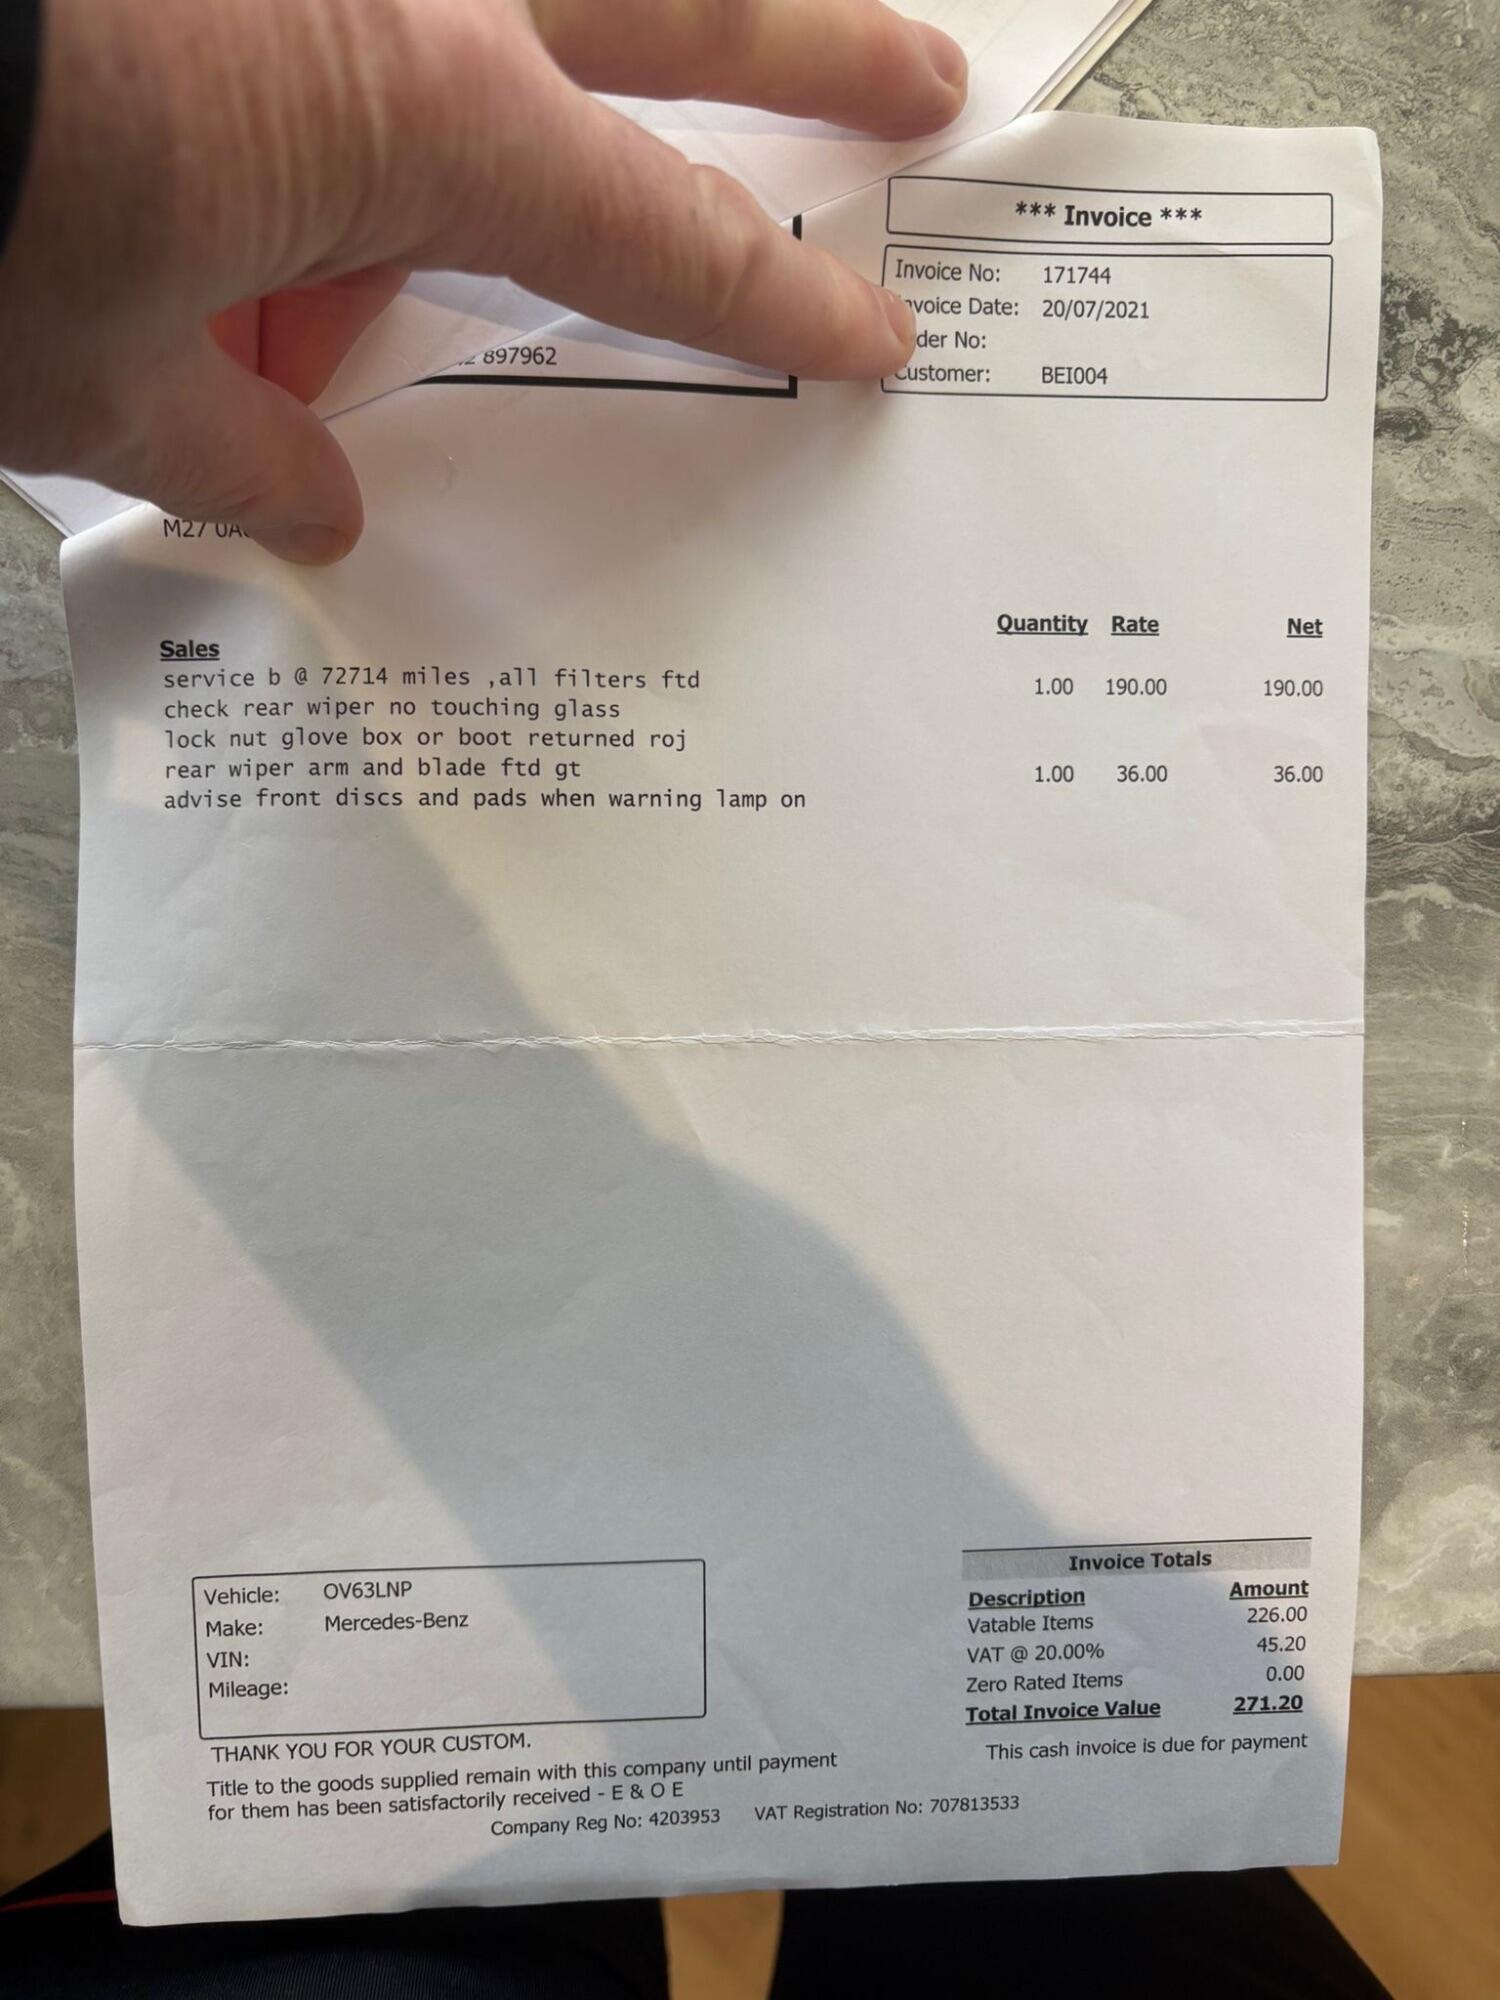 *** Invoice ***
Invoice No: 171744
voice Date: 20/07/2021
der No:
Customer: BEI004
897962
M27 0A
Quantity Rate Net
Sales
service b @ 72714 miles ,all filters ftd 1.00 190.00 190.00
check rear wiper no touching glass
lock nut glove box or boot returned roj
rear wiper arm and blade ftd gt 1.00 36.00 36.00
advise front discs and pads when warning lamp on
Vehicle: OV63LNP
Make: Mercedes-Benz
VIN:
Mileage:
Invoice Totals
Description Amount
Vatable Items 226.00
VAT @ 20.00% 45.20
Zero Rated Items 0.00
Total Invoice Value 271.20
This cash invoice is due for payment
THANK YOU FOR YOUR CUSTOM.
Title to the goods supplied remain with this company until payment
for them has been satisfactorily received - E & O E
Company Reg No: 4203953 VAT Registration No: 707813533